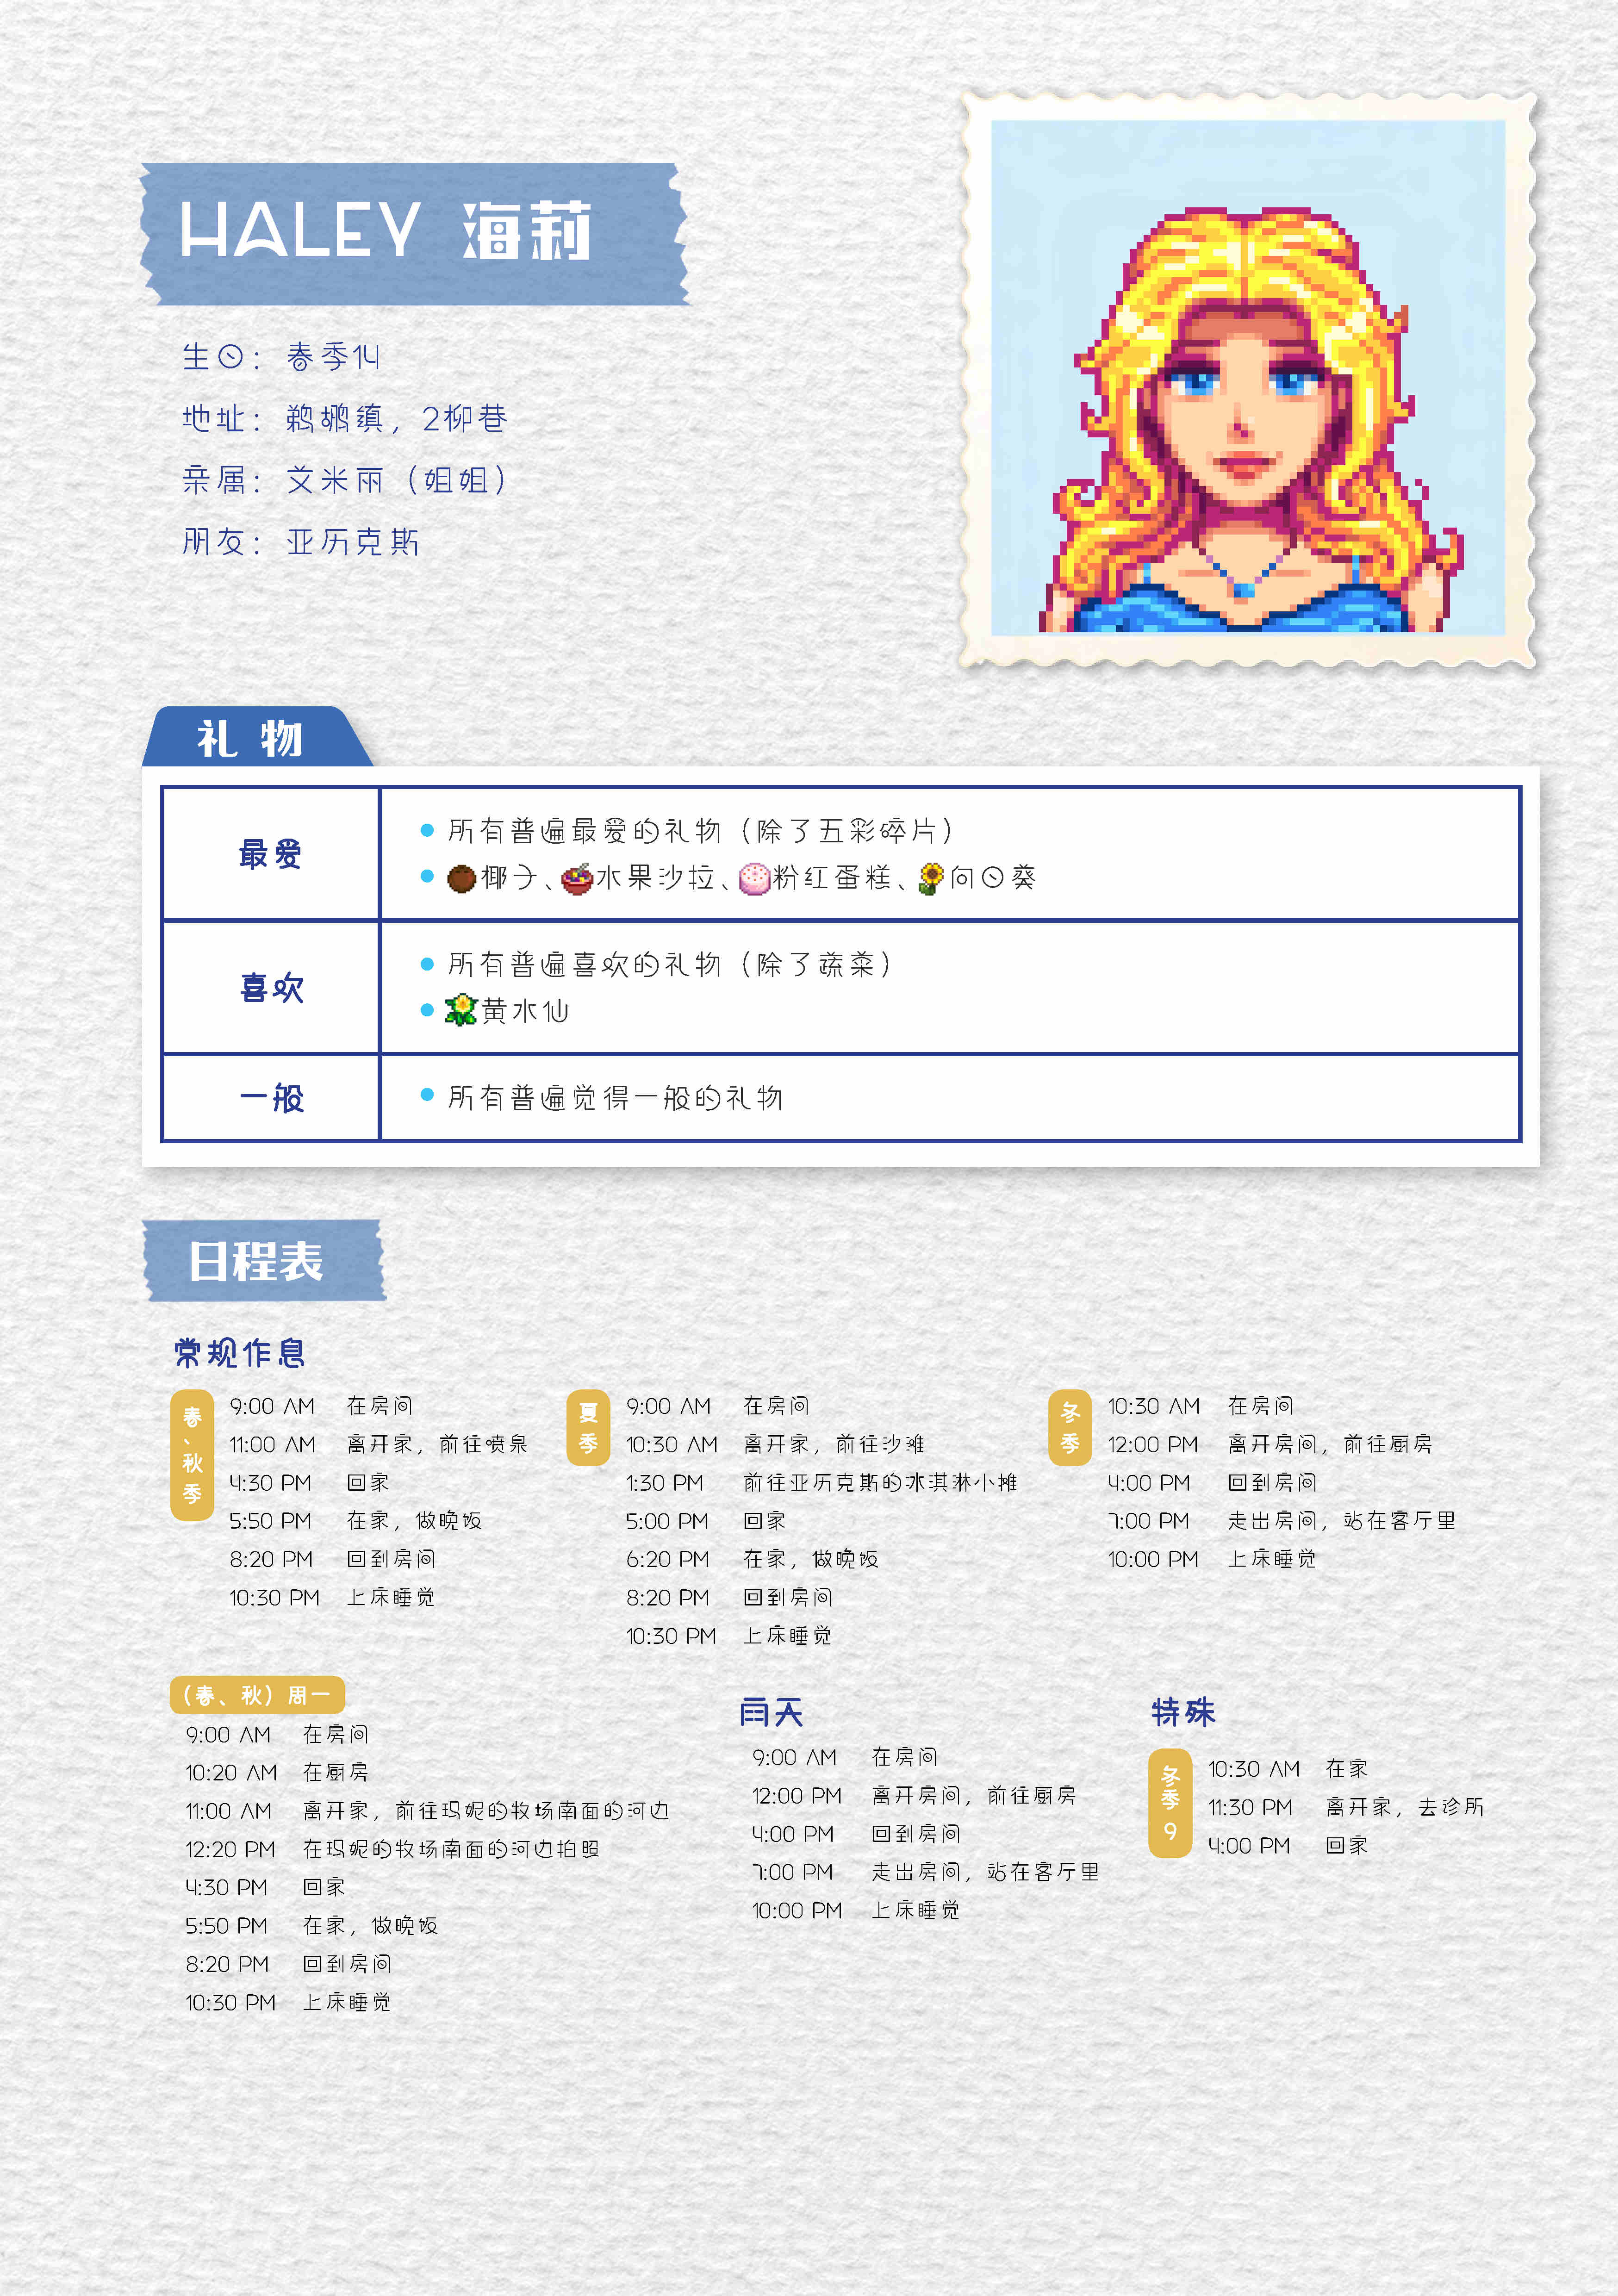 HALEY 海莉
生日：春季14
地址：鹈鹕镇，2柳巷
亲属：艾米丽（姐姐）
朋友：亚历克斯
礼物
最爱
所有普遍最爱的礼物（除了五彩碎片）
椰子、水果沙拉、粉红蛋糕、向日葵
喜欢
所有普遍喜欢的礼物（除了蔬菜）
黄水仙
一般
所有普遍觉得一般的礼物
日程表
常规作息
春、秋季
9:00 AM 在房间
11:00 AM 离开家，前往喷泉
4:30 PM 回家
5:50 PM 在家，做晚饭
8:20 PM 回到房间
10:30 PM 上床睡觉
夏季
9:00 AM 在房间
10:30 AM 离开家，前往沙滩
1:30 PM 前往亚历克斯的冰淇淋小摊
5:00 PM 回家
6:20 PM 在家，做晚饭
8:20 PM 回到房间
10:30 PM 上床睡觉
冬季
10:30 AM 在房间
12:00 PM 离开房间，前往厨房
4:00 PM 回到房间
7:00 PM 走出房间，站在客厅里
10:00 PM 上床睡觉
（春、秋）周一
9:00 AM 在房间
10:20 AM 在厨房
11:00 AM 离开家，前往玛妮的牧场南面的河边
12:20 PM 在玛妮的牧场南面的河边拍照
4:30 PM 回家
5:50 PM 在家，做晚饭
8:20 PM 回到房间
10:30 PM 上床睡觉
雨天
9:00 AM 在房间
12:00 PM 离开房间，前往厨房
4:00 PM 回到房间
7:00 PM 走出房间，站在客厅里
10:00 PM 上床睡觉
特殊
冬季9
10:30 AM 在家
11:30 PM 离开家，去诊所
4:00 PM 回家